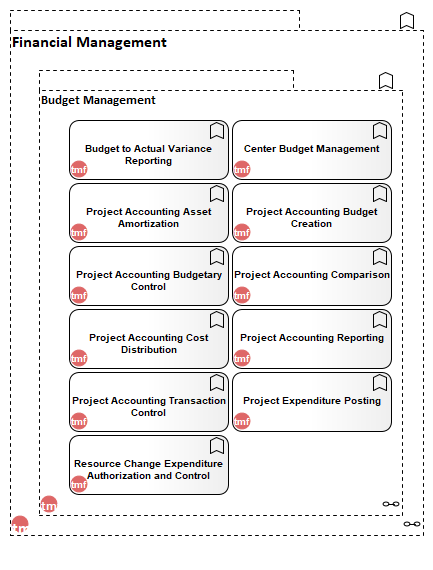 Financial Management
Budget Management
Budget to Actual Variance
Reporting
tmf
Center Budget Management
tmf
Project Accounting Asset
Amortization
tmf
Project Accounting Budget
Creation
tmf
Project Accounting Budgetary
Control
tmf
Project Accounting Comparison
tmf
Project Accounting Cost
Distribution
tmf
Project Accounting Reporting
tmf
Project Accounting Transaction
Control
tmf
Project Expenditure Posting
tmf
Resource Change Expenditure
Authorization and Control
tmf
tm
tm